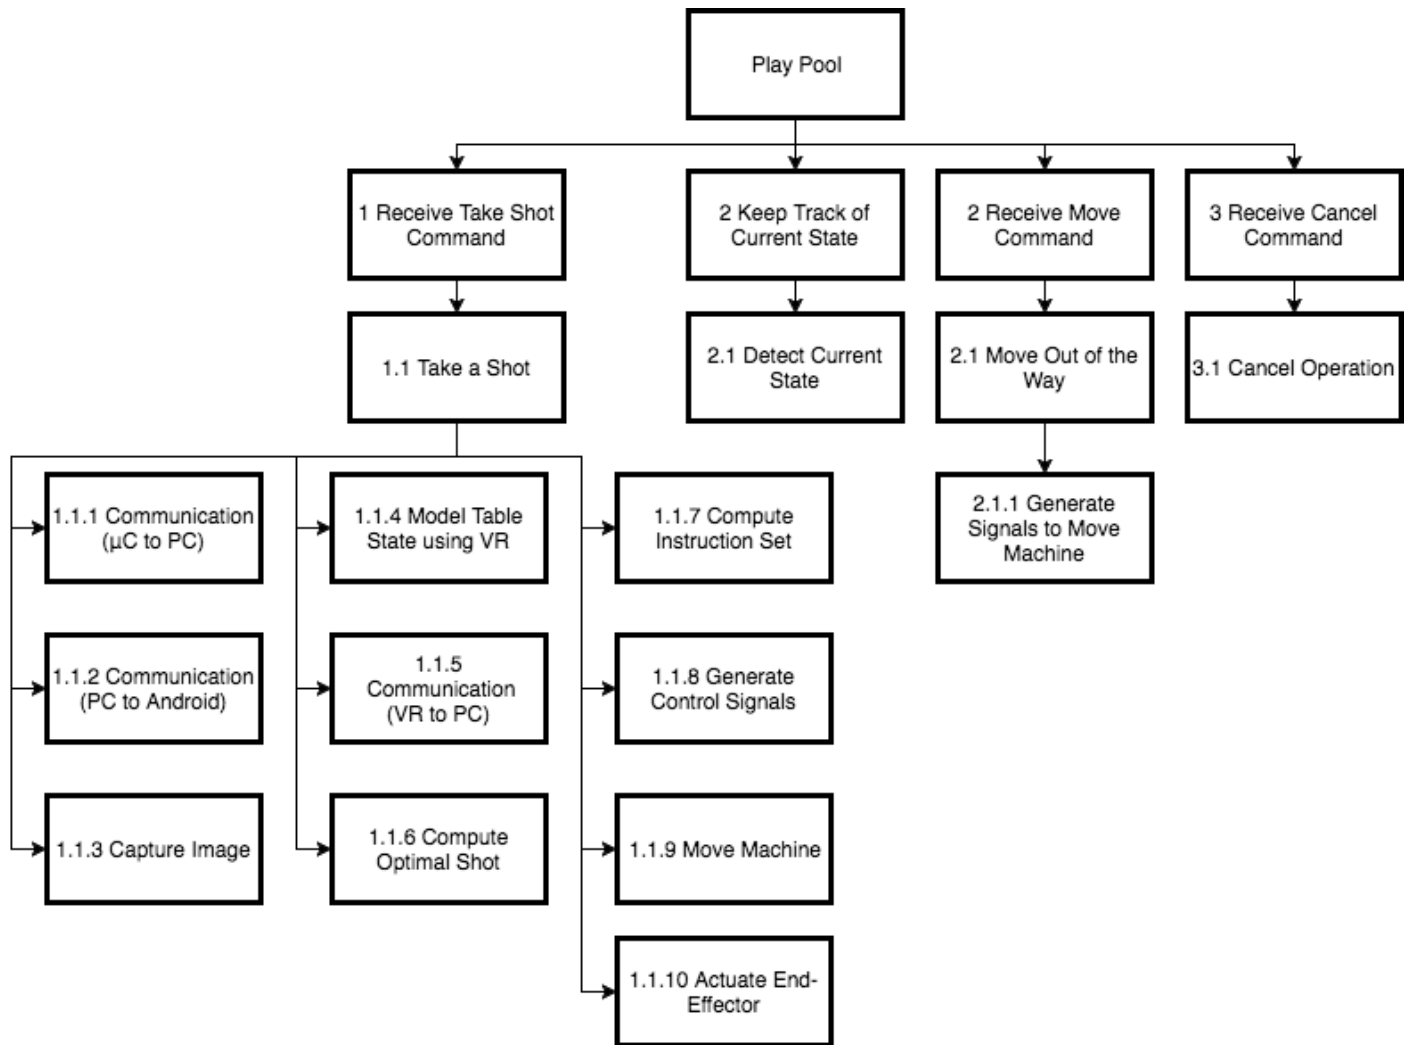 Play Pool
1 Receive Take Shot
Command
2 Keep Track of
Current State
2 Receive Move
Command
3 Receive Cancel
Command
1.1 Take a Shot
2.1 Detect Current
State
2.1 Move Out of the
Way
3.1 Cancel Operation
1.1.1 Communication
(µC to PC)
1.1.4 Model Table
State using VR
1.1.7 Compute
Instruction Set
2.1.1 Generate
Signals to Move
Machine
1.1.2 Communication
(PC to Android)
1.1.5
Communication
(VR to PC)
1.1.8 Generate
Control Signals
1.1.3 Capture Image
1.1.6 Compute
Optimal Shot
1.1.9 Move Machine
1.1.10 Actuate End-
Effector